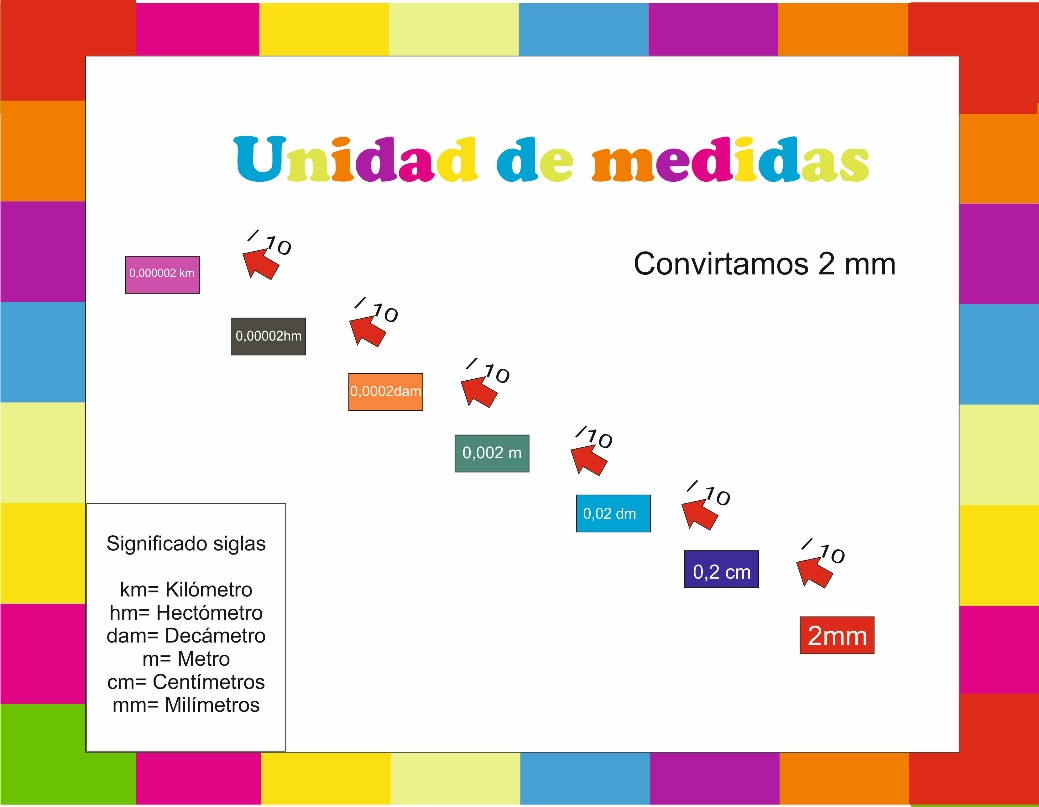 Unidad de medidas
Convirtamos 2 mm
/ 10
0,000002 km
/ 10
0,00002hm
/ 10
0,0002dam
/10
0,002 m
/ 10
0,02 dm
/ 10
0,2 cm
2mm
Significado siglas
km= Kilómetro
hm= Hectómetro
dam= Decámetro
m= Metro
cm= Centímetros
mm= Milímetros